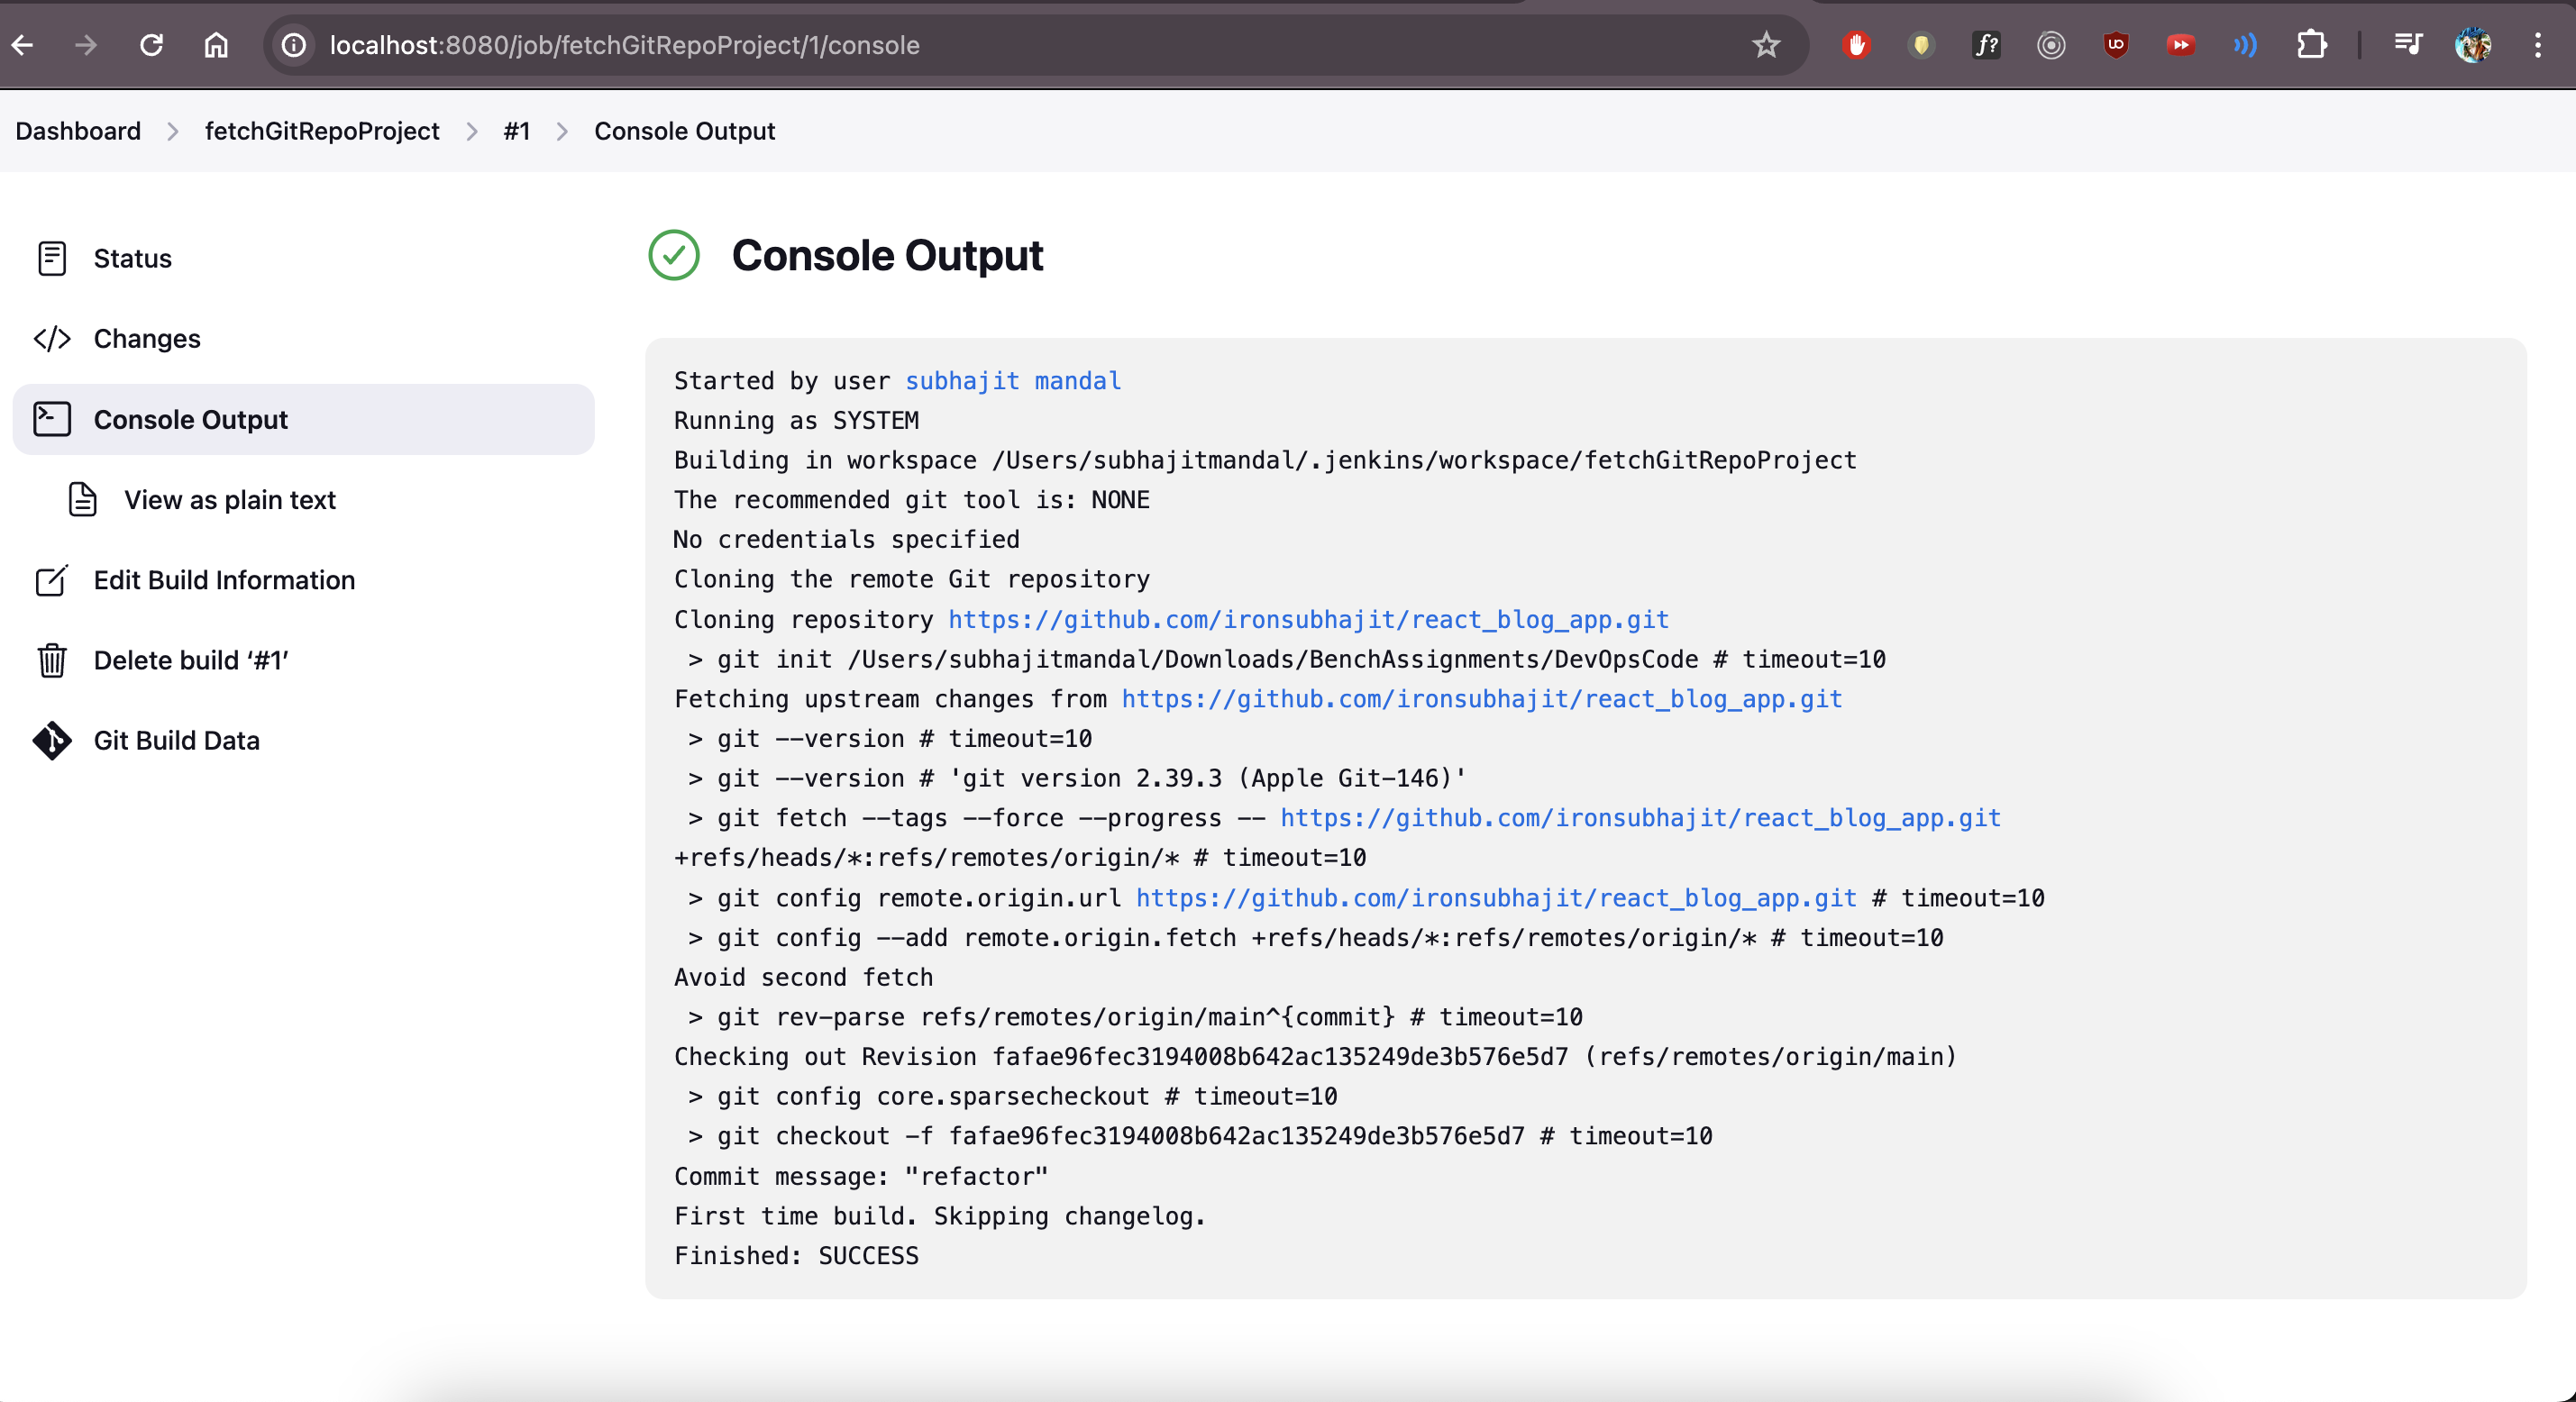 localhost:8080/job/fetchGitRepoProject/1/console
Dashboard > fetchGitRepoProject > #1 > Console Output
Status
Changes
Console Output
View as plain text
Edit Build Information
Delete build ‘#1’
Git Build Data
Console Output
Started by user subhajit mandal
Running as SYSTEM
Building in workspace /Users/subhajitmandal/.jenkins/workspace/fetchGitRepoProject
The recommended git tool is: NONE
No credentials specified
Cloning the remote Git repository
Cloning repository https://github.com/ironsubhajit/react_blog_app.git
 > git init /Users/subhajitmandal/Downloads/BenchAssignments/DevOpsCode # timeout=10
Fetching upstream changes from https://github.com/ironsubhajit/react_blog_app.git
 > git --version # timeout=10
 > git --version # 'git version 2.39.3 (Apple Git-146)'
 > git fetch --tags --force --progress -- https://github.com/ironsubhajit/react_blog_app.git
+refs/heads/*:refs/remotes/origin/* # timeout=10
 > git config remote.origin.url https://github.com/ironsubhajit/react_blog_app.git # timeout=10
 > git config --add remote.origin.fetch +refs/heads/*:refs/remotes/origin/* # timeout=10
Avoid second fetch
 > git rev-parse refs/remotes/origin/main^{commit} # timeout=10
Checking out Revision fafae96fec3194008b642ac135249de3b576e5d7 (refs/remotes/origin/main)
 > git config core.sparsecheckout # timeout=10
 > git checkout -f fafae96fec3194008b642ac135249de3b576e5d7 # timeout=10
Commit message: "refactor"
First time build. Skipping changelog.
Finished: SUCCESS